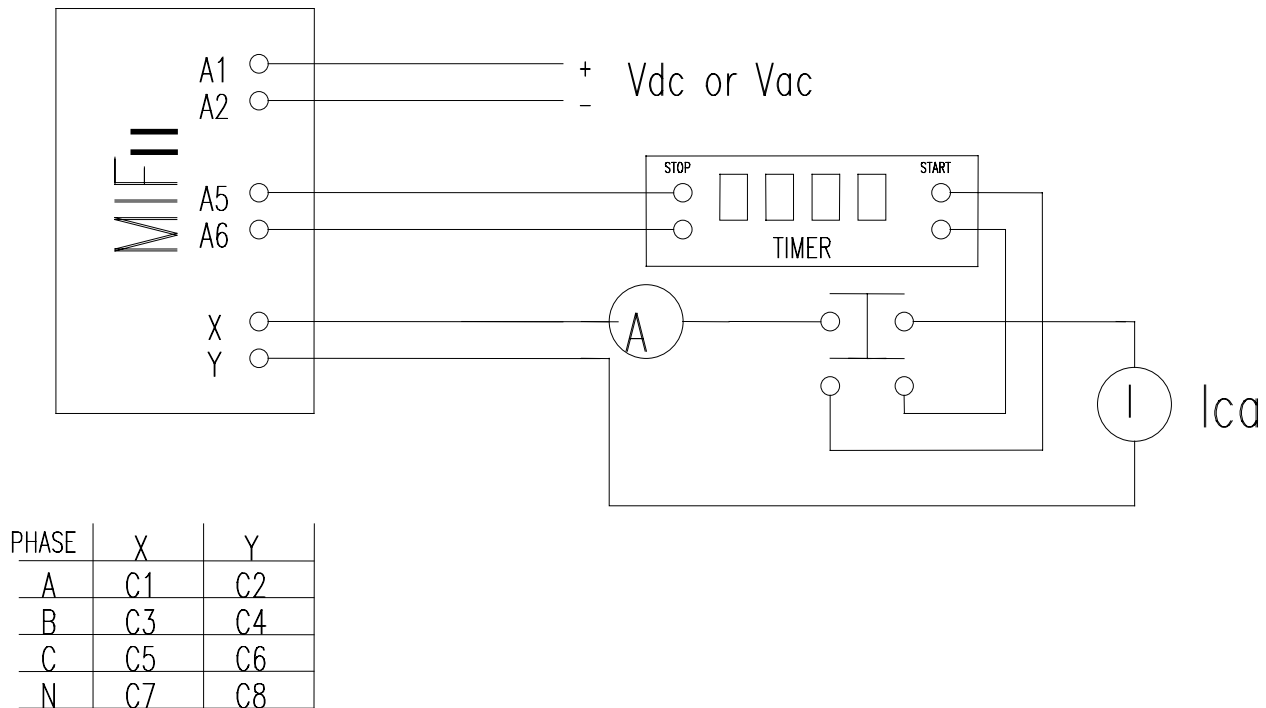 A1
+
Vdc or Vac
A2
−
MIFII
STOP
START
A5
A6
TIMER
X
A
Y
I
Ica
PHASE X Y
A C1 C2
B C3 C4
C C5 C6
N C7 C8